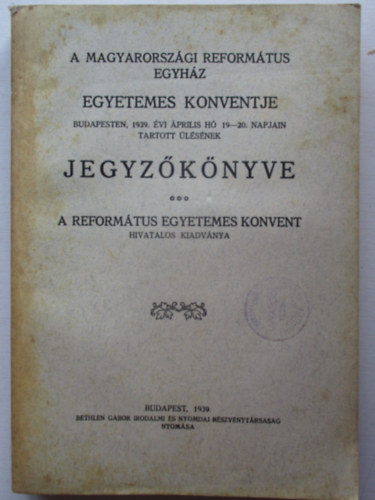 A MAGYARORSZÁGI REFORMÁTUS
EGYHÁZ
EGYETEMES KONVENTJE
BUDAPESTEN, 1939. ÉVI ÁPRILIS HÓ 19—20. NAPJAIN
TARTOTT ÜLÉSÉNEK
JEGYZŐKÖNYVE
A REFORMÁTUS EGYETEMES KONVENT
HIVATALOS KIADVÁNYA
BUDAPEST, 1939
BETHLEN GÁBOR IRODALMI ÉS NYOMDAI RÉSZVÉNYTÁRSASÁG
NYOMÁSA